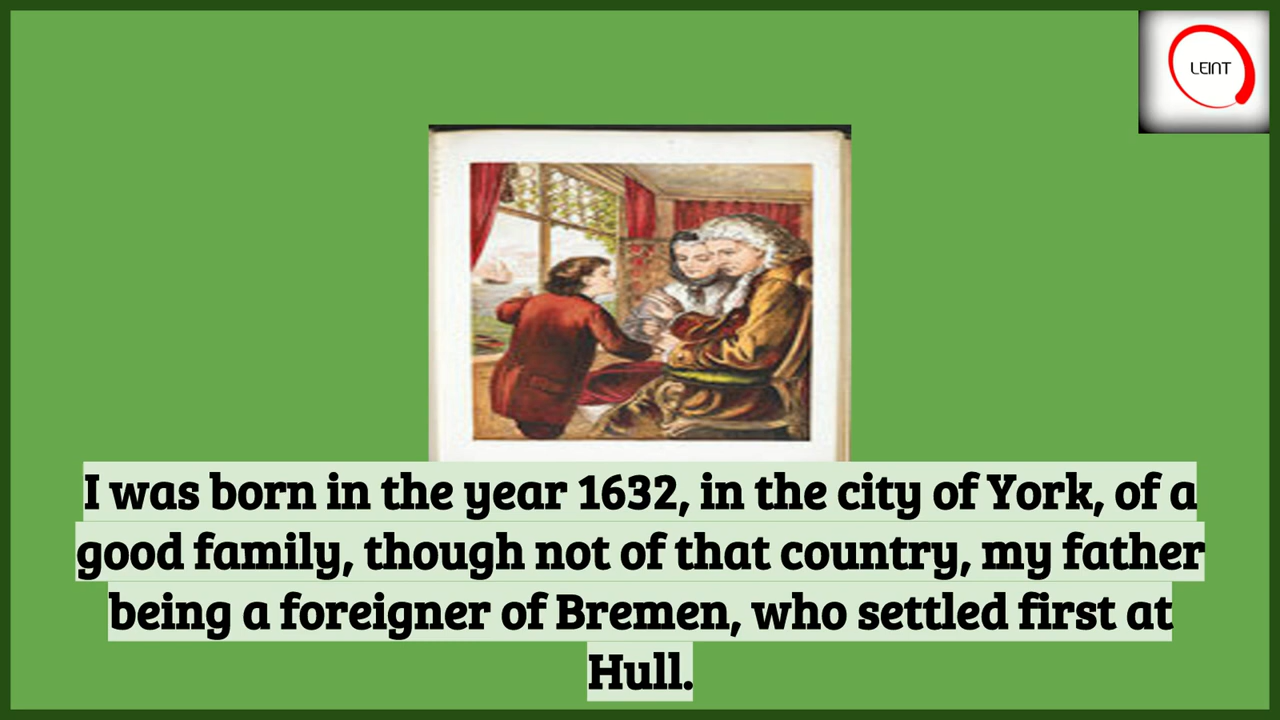 LEINT
I was born in the year 1632, in the city of York, of a
good family, though not of that country, my father
being a foreigner of Bremen, who settled first at
Hull.